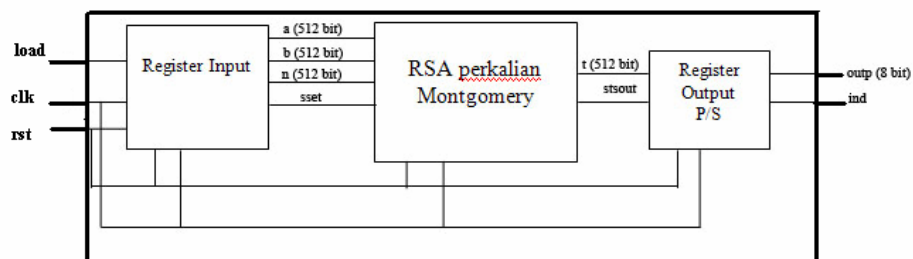 load
clk
rst
Register Input
a (512 bit)
b (512 bit)
n (512 bit)
sset
RSA perkalian
Montgomery
t (512 bit)
stsout
Register
Output
P/S
outp (8 bit)
ind